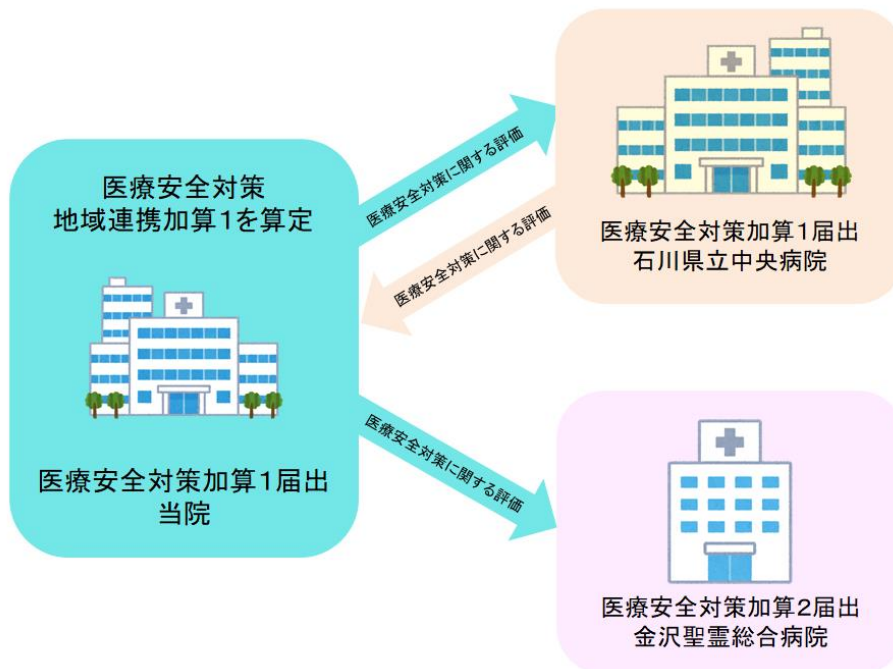 医療安全対策
地域連携加算1を算定
医療安全対策加算1届出
当院
医療安全対策に関する評価
医療安全対策に関する評価
医療安全対策に関する評価
医療安全対策加算1届出
石川県立中央病院
医療安全対策加算2届出
金沢聖霊総合病院